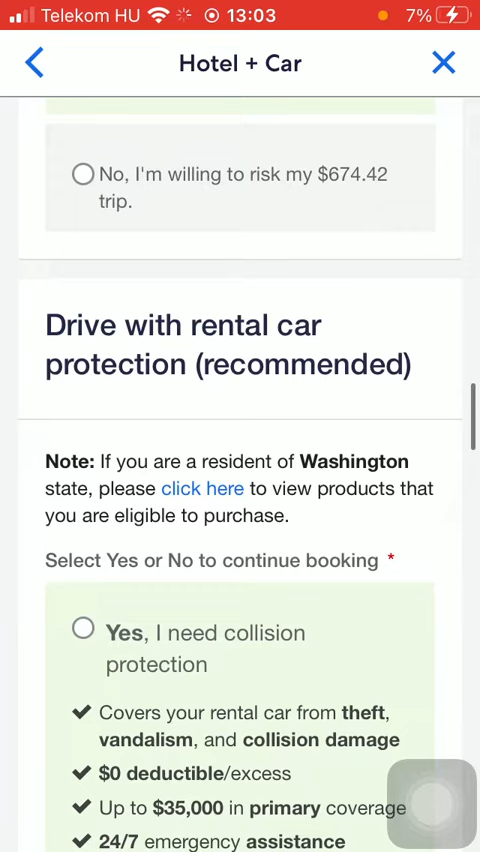 Telekom HU 13:03 7%
Hotel + Car
No, I'm willing to risk my $674.42
trip.
Drive with rental car
protection (recommended)
Note: If you are a resident of Washington
state, please click here to view products that
you are eligible to purchase.
Select Yes or No to continue booking *
Yes, I need collision
protection
Covers your rental car from theft,
vandalism, and collision damage
$0 deductible/excess
Up to $35,000 in primary coverage
24/7 emergency assistance